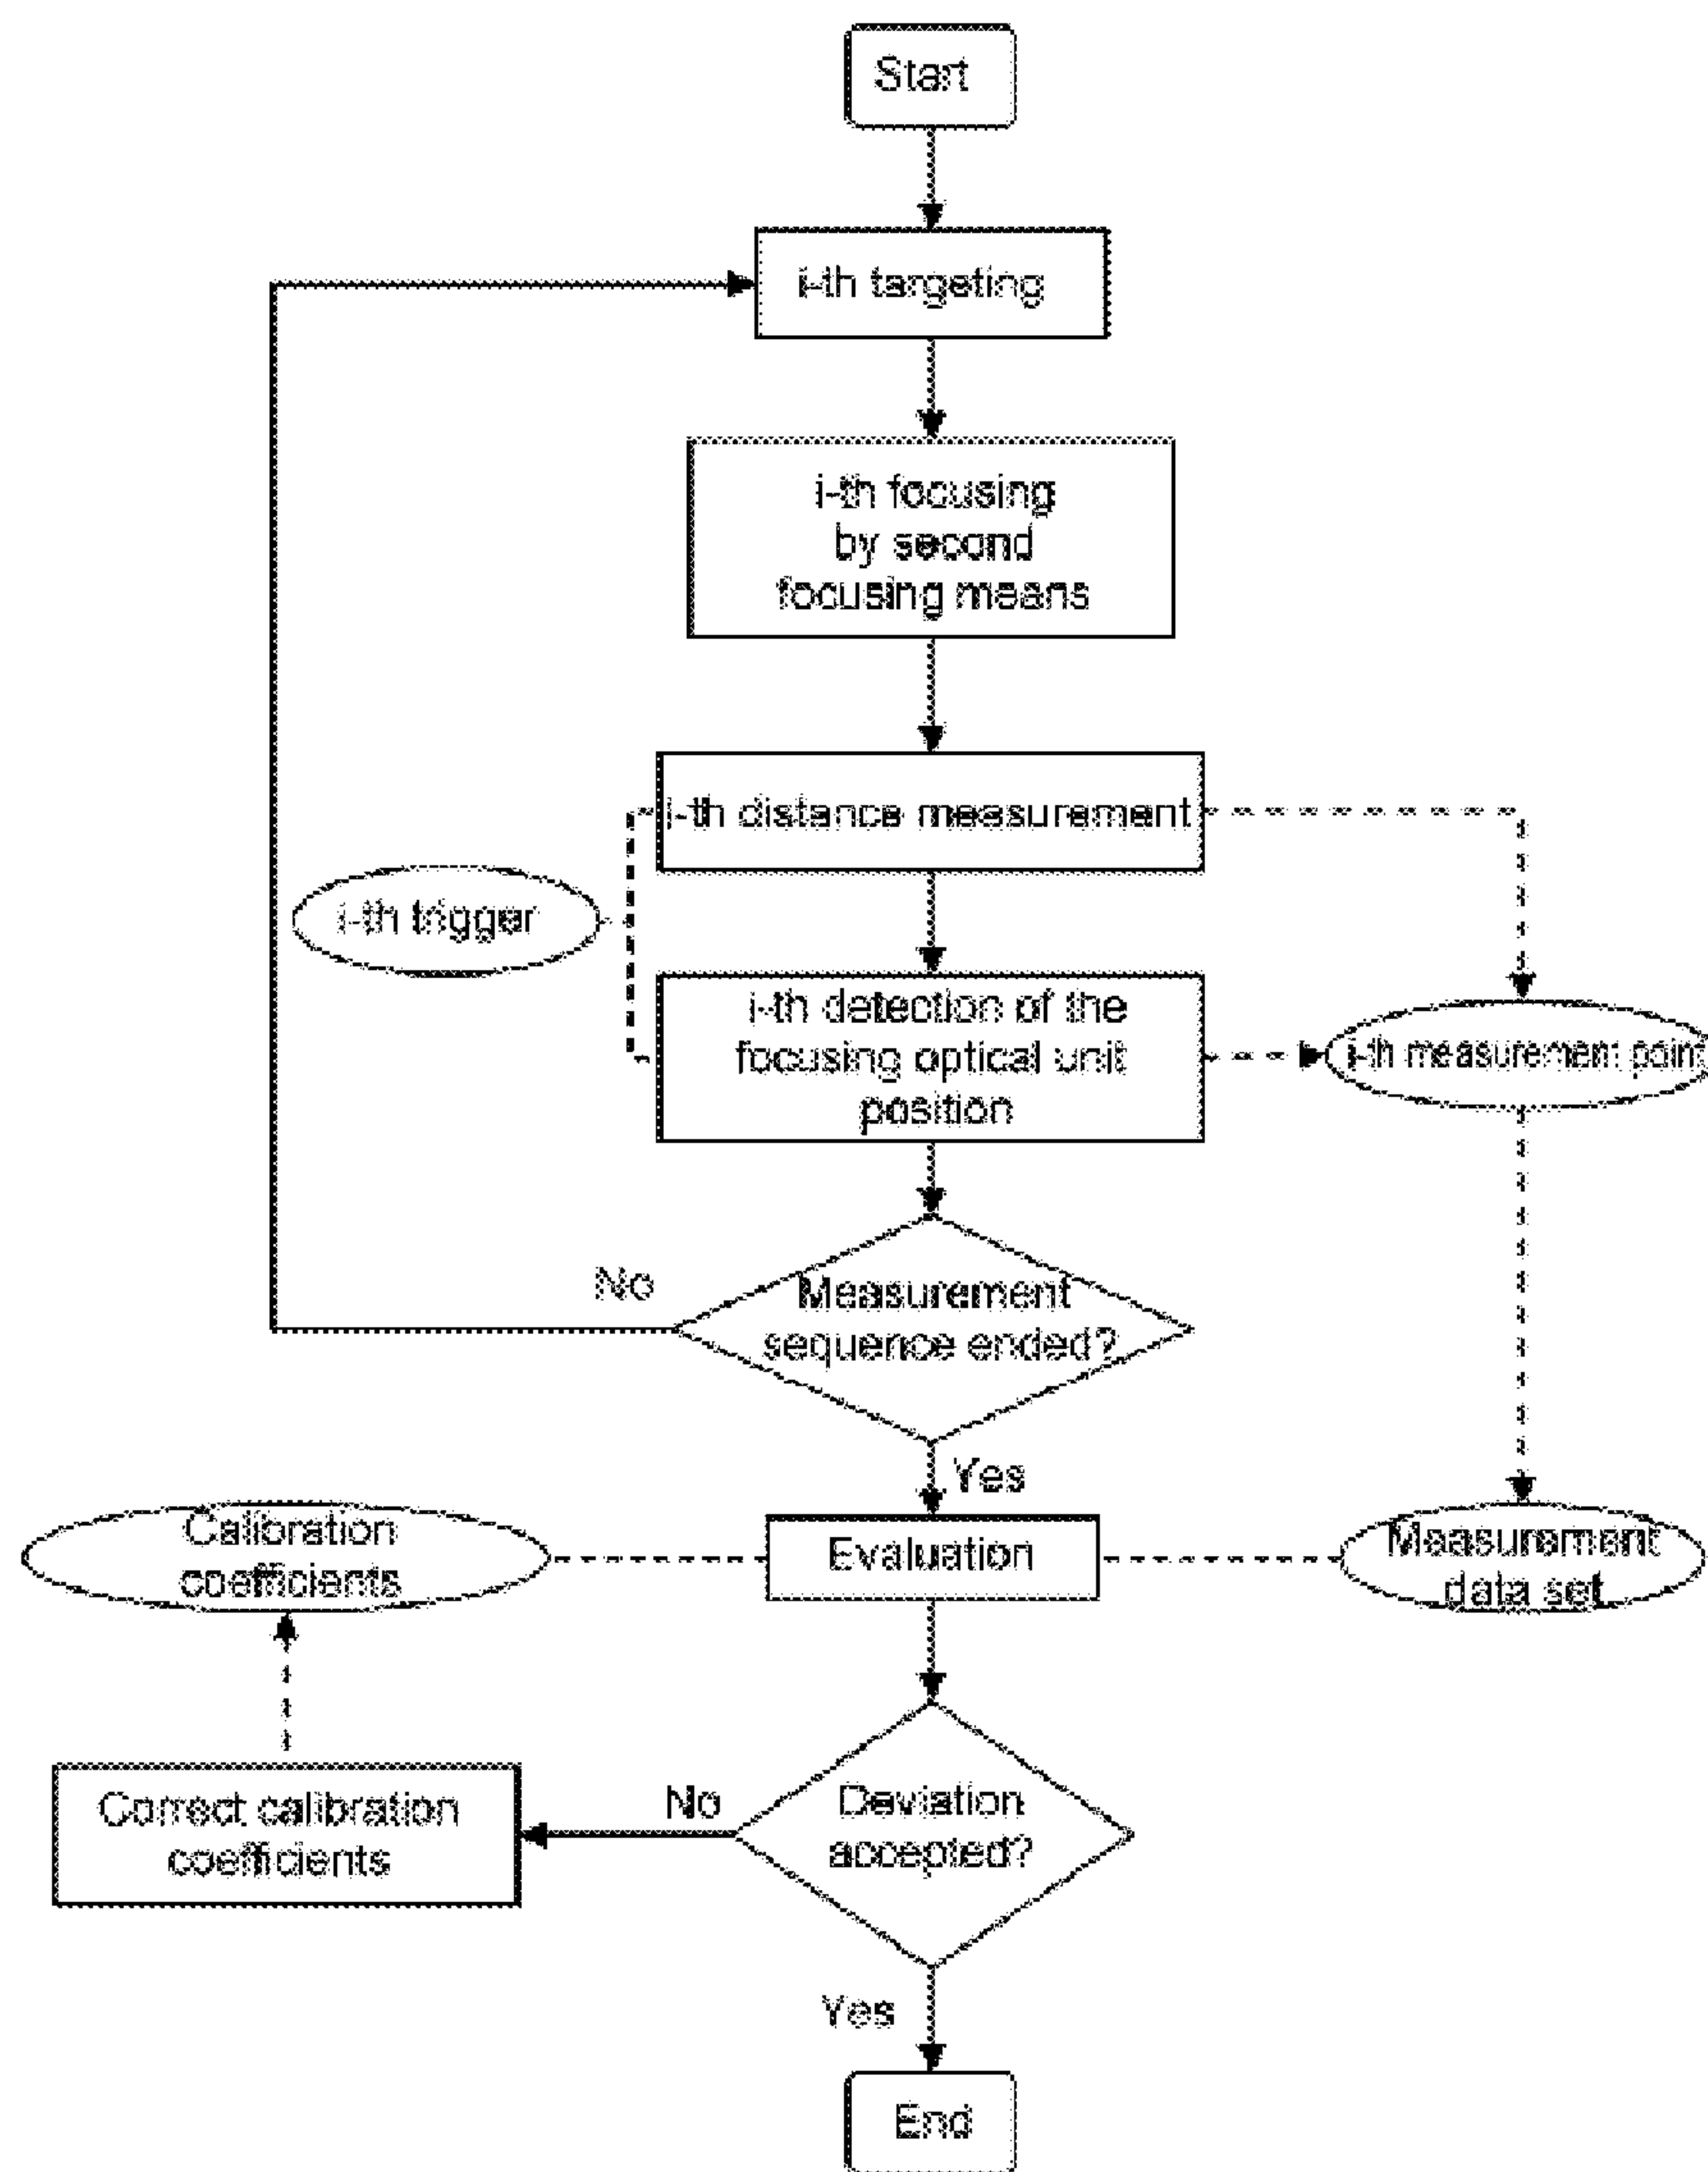 Start
i-th targeting
i-th focusing
by second
focusing means
i-th distance measurement
i-th trigger
i-th detection of the
focusing optical unit
position
i-th measurement point
No
Measurement
sequence ended?
Yes
Calibration
coefficients
Evaluation
Measurement
data set
Correct calibration
coefficients
No
Deviation
accepted?
Yes
End